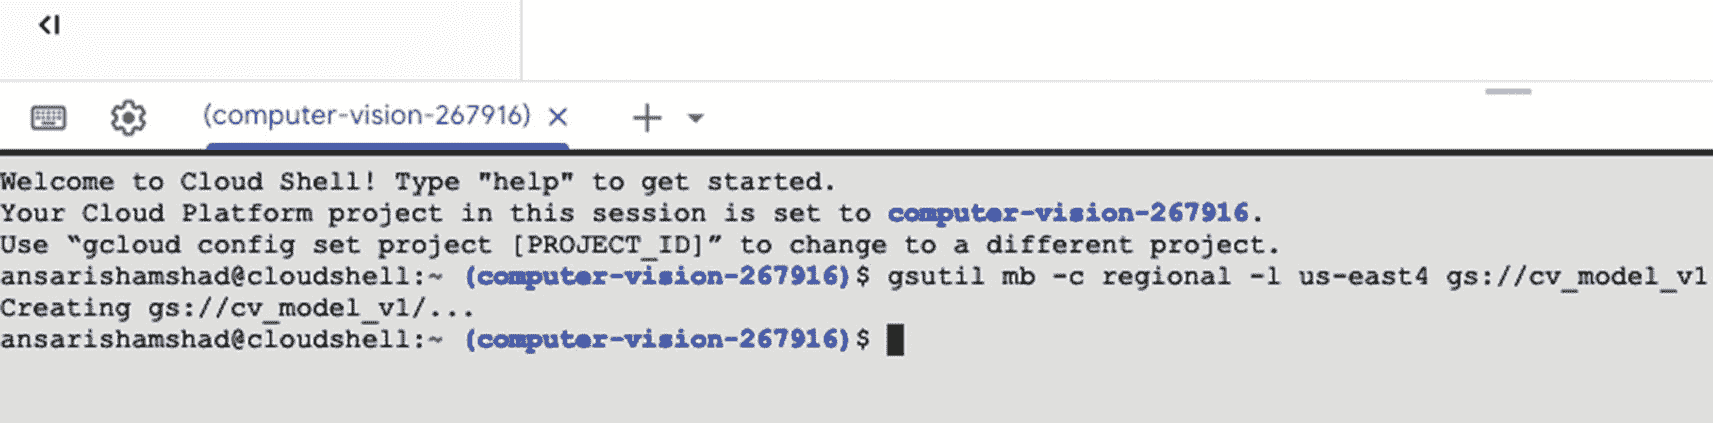 (computer-vision-267916)
Welcome to Cloud Shell! Type "help" to get started.
Your Cloud Platform project in this session is set to computer-vision-267916.
Use “gcloud config set project [PROJECT_ID]” to change to a different project.
ansarishamshad@cloudshell:~ (computer-vision-267916)$ gsutil mb -c regional -l us-east4 gs://cv_model_v1
Creating gs://cv_model_v1/...
ansarishamshad@cloudshell:~ (computer-vision-267916)$